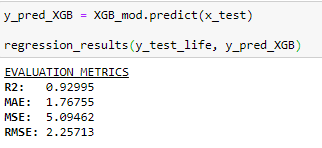 y_pred_XGB = XGB_mod.predict(x_test)
regression_results(y_test_life, y_pred_XGB)
EVALUATION METRICS
R2: 0.92995
MAE: 1.76755
MSE: 5.09462
RMSE: 2.25713